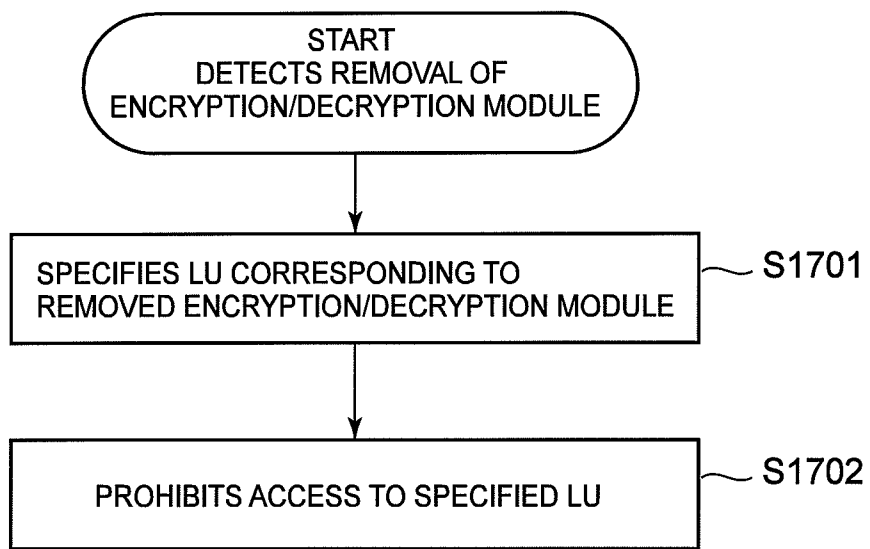 START
DETECTS REMOVAL OF
ENCRYPTION/DECRYPTION MODULE
SPECIFIES LU CORRESPONDING TO
REMOVED ENCRYPTION/DECRYPTION MODULE
S1701
PROHIBITS ACCESS TO SPECIFIED LU
S1702